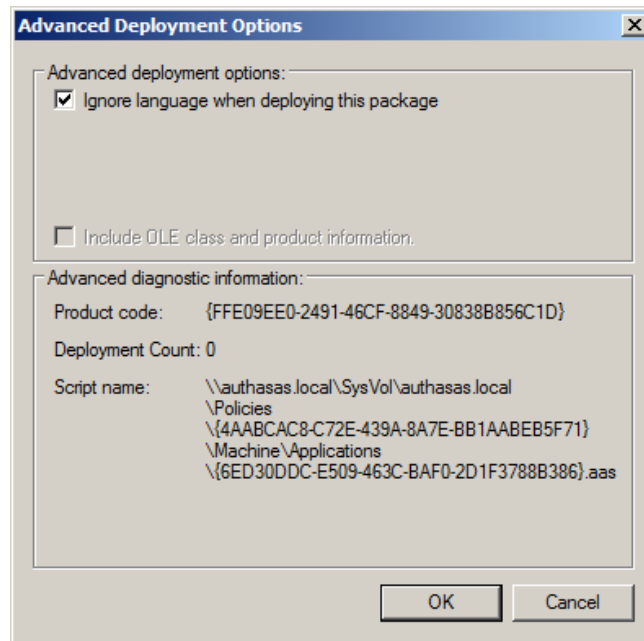 Advanced Deployment Options
Advanced deployment options:
Ignore language when deploying this package
Include OLE class and product information.
Advanced diagnostic information:
Product code: {FFE09EE0-2491-46CF-8849-30838B856C1D}
Deployment Count: 0
Script name: \\authasas.local\SysVol\authasas.local
\Policies
\{4AABCAC8-C72E-439A-8A7E-BB1AABEB5F71}
\Machine\Applications
\{6ED30DDC-E509-463C-BAF0-2D1F3788B386}.aas
OK Cancel